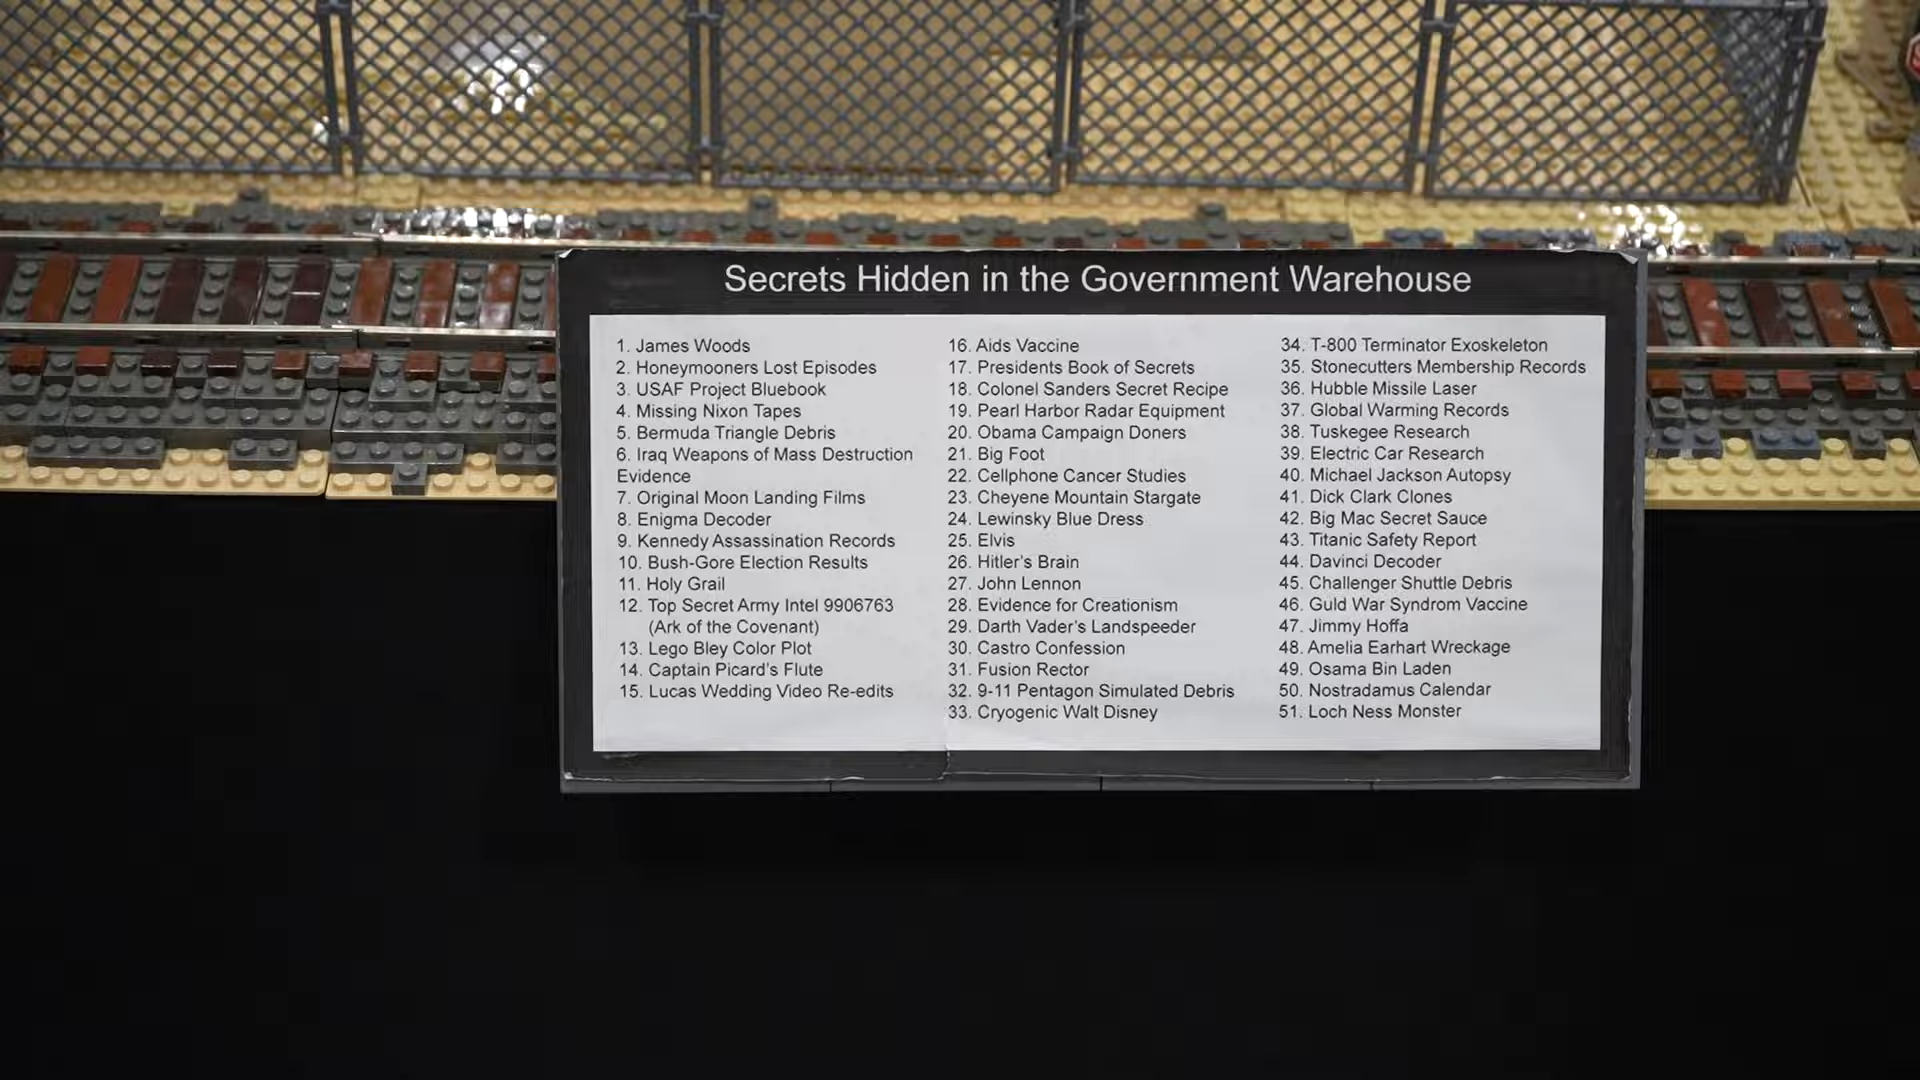 Secrets Hidden in the Government Warehouse
1. James Woods
2. Honeymooners Lost Episodes
3. USAF Project Bluebook
4. Missing Nixon Tapes
5. Bermuda Triangle Debris
6. Iraq Weapons of Mass Destruction
Evidence
7. Original Moon Landing Films
8. Enigma Decoder
9. Kennedy Assassination Records
10. Bush-Gore Election Results
11. Holy Grail
12. Top Secret Army Intel 9906763
(Ark of the Covenant)
13. Lego Bley Color Plot
14. Captain Picard's Flute
15. Lucas Wedding Video Re-edits
16. Aids Vaccine
17. Presidents Book of Secrets
18. Colonel Sanders Secret Recipe
19. Pearl Harbor Radar Equipment
20. Obama Campaign Doners
21. Big Foot
22. Cellphone Cancer Studies
23. Cheyene Mountain Stargate
24. Lewinsky Blue Dress
25. Elvis
26. Hitler's Brain
27. John Lennon
28. Evidence for Creationism
29. Darth Vader's Landspeeder
30. Castro Confession
31. Fusion Rector
32. 9-11 Pentagon Simulated Debris
33. Cryogenic Walt Disney
34. T-800 Terminator Exoskeleton
35. Stonecutters Membership Records
36. Hubble Missile Laser
37. Global Warming Records
38. Tuskegee Research
39. Electric Car Research
40. Michael Jackson Autopsy
41. Dick Clark Clones
42. Big Mac Secret Sauce
43. Titanic Safety Report
44. Davinci Decoder
45. Challenger Shuttle Debris
46. Guld War Syndrom Vaccine
47. Jimmy Hoffa
48. Amelia Earhart Wreckage
49. Osama Bin Laden
50. Nostradamus Calendar
51. Loch Ness Monster